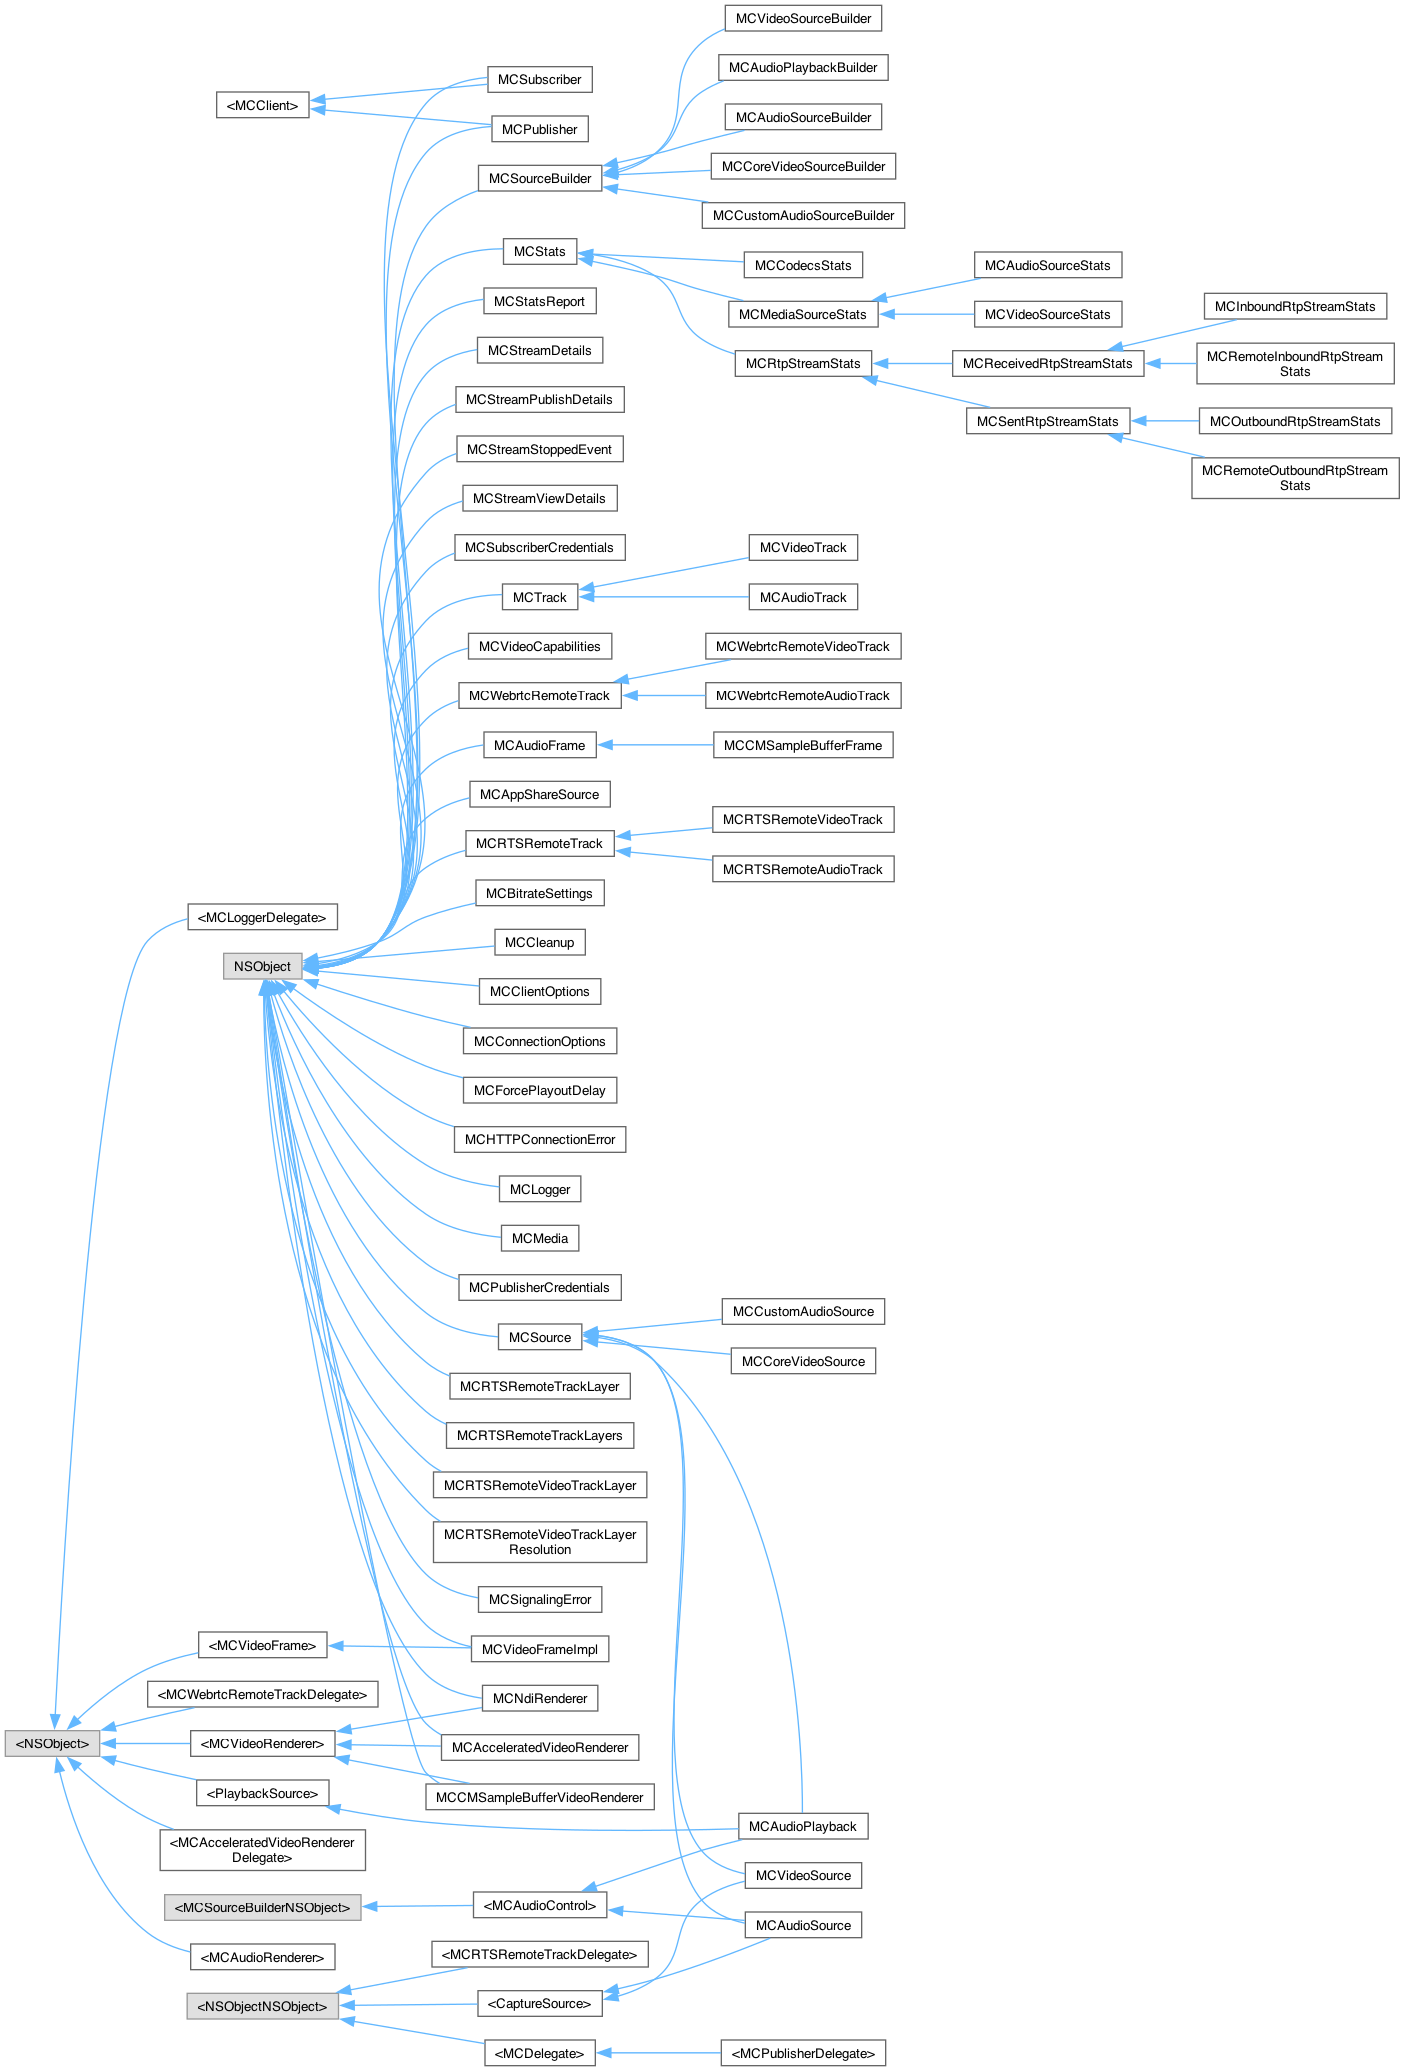 MCVideoSourceBuilder
MCAudioPlaybackBuilder
MCSubscriber
<MCClient>
MCAudioSourceBuilder
MCPublisher
MCCoreVideoSourceBuilder
MCSourceBuilder
MCCustomAudioSourceBuilder
MCStats
MCCodecsStats
MCAudioSourceStats
MCStatsReport
MCMediaSourceStats
MCVideoSourceStats
MCInboundRtpStreamStats
MCStreamDetails
MCRtpStreamStats
MCReceivedRtpStreamStats
MCRemoteInboundRtpStream
Stats
MCStreamPublishDetails
MCSentRtpStreamStats
MCOutboundRtpStreamStats
MCStreamStoppedEvent
MCRemoteOutboundRtpStream
Stats
MCStreamViewDetails
MCSubscriberCredentials
MCVideoTrack
MCTrack
MCAudioTrack
MCVideoCapabilities
MCWebrtcRemoteVideoTrack
MCWebrtcRemoteTrack
MCWebrtcRemoteAudioTrack
MCAudioFrame
MCCMSampleBufferFrame
MCAppShareSource
MCRTSRemoteVideoTrack
MCRTSRemoteTrack
MCRTSRemoteAudioTrack
MCBitrateSettings
<MCLoggerDelegate>
MCCleanup
NSObject
MCClientOptions
MCConnectionOptions
MCForcePlayoutDelay
MCHTTPConnectionError
MCLogger
MCMedia
MCPublisherCredentials
MCCustomAudioSource
MCSource
MCCoreVideoSource
MCRTSRemoteTrackLayer
MCRTSRemoteTrackLayers
MCRTSRemoteVideoTrackLayer
MCRTSRemoteVideoTrackLayer
Resolution
MCSignalingError
<MCVideoFrame>
MCVideoFrameImpl
<MCWebrtcRemoteTrackDelegate>
MCNdiRenderer
<NSObject>
<MCVideoRenderer>
MCAcceleratedVideoRenderer
<PlaybackSource>
MCCMSampleBufferVideoRenderer
MCAudioPlayback
<MCAcceleratedVideoRenderer
Delegate>
MCVideoSource
<MCSourceBuilderNSObject>
<MCAudioControl>
MCAudioSource
<MCAudioRenderer>
<MCRTSRemoteTrackDelegate>
<NSObjectNSObject>
<CaptureSource>
<MCDelegate>
<MCPublisherDelegate>